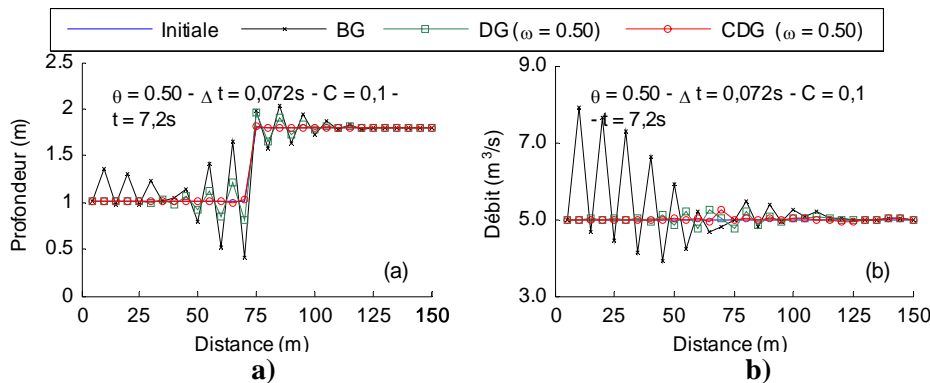 Initiale BG DG (ω = 0.50) CDG (ω = 0.50)
(a)
θ = 0.50 - Δ t = 0,072s - C = 0,1 -
t = 7,2s
Profondeur (m)
2.5
2
1.5
1
0.5
0
0 25 50 75 100 125 150
Distance (m)
(a)
a)
(b)
θ = 0.50 - Δ t = 0,072s - C = 0,1
- t = 7,2s
Débit (m3/s)
9.0
7.0
5.0
3.0
0 25 50 75 100 125 150
Distance (m)
(b)
b)